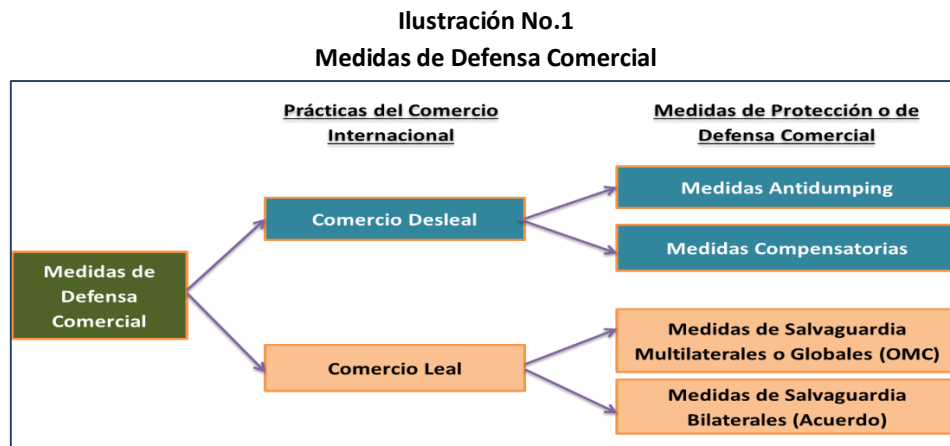 Ilustración No.1
Medidas de Defensa Comercial
Prácticas del Comercio
Internacional
Medidas de Protección o de
Defensa Comercial
Medidas de
Defensa
Comercial
Comercio Desleal
Medidas Antidumping
Medidas Compensatorias
Comercio Leal
Medidas de Salvaguardia
Multilaterales o Globales (OMC)
Medidas de Salvaguardia
Bilaterales (Acuerdo)